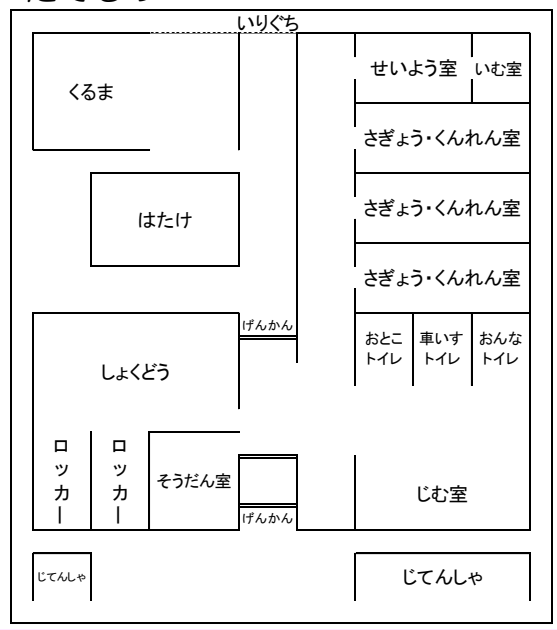 いりぐち
くるま
せいよう室
いむ室
さぎょう・くんれん室
さぎょう・くんれん室
はたけ
さぎょう・くんれん室
げんかん
おとこ
トイレ
車いす
トイレ
おんな
トイレ
しょくどう
ロッカー
ロッカー
そうだん室
じむ室
げんかん
じてんしゃ
じてんしゃ